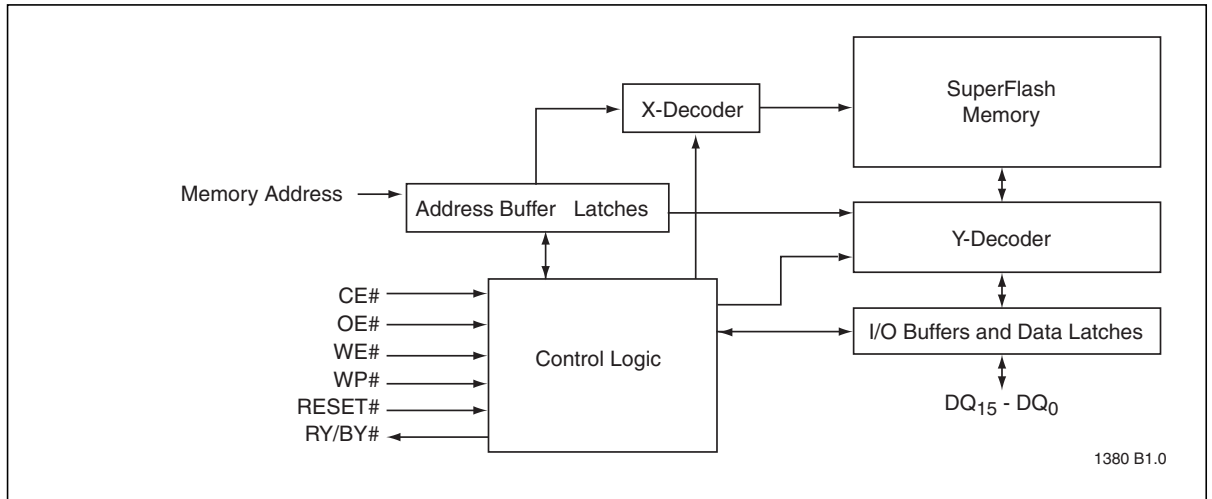 SuperFlash
Memory
X-Decoder
Memory Address
Address Buffer Latches
Y-Decoder
CE#
OE#
WE#
WP#
RESET#
RY/BY#
Control Logic
I/O Buffers and Data Latches
DQ15 - DQ0
1380 B1.0